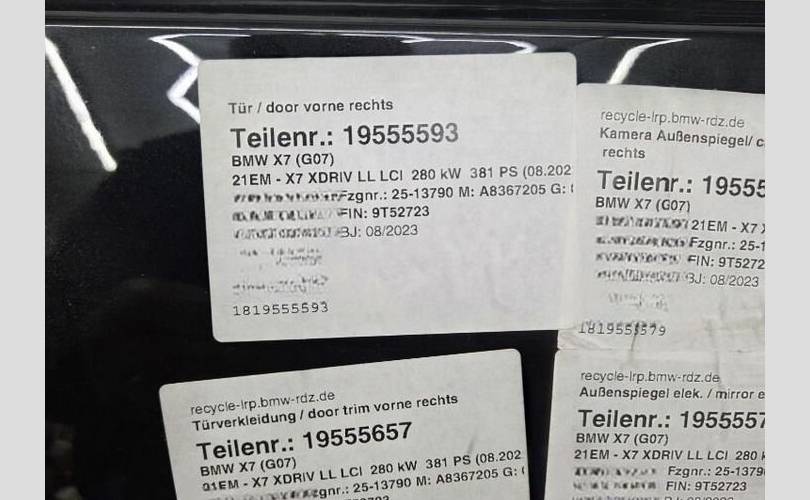 Tür / door vorne rechts
Teilenr.: 19555593
BMW X7 (G07)
21EM - X7 XDRIV LL LCI 280 kW 381 PS (08.202
Fzgnr.: 25-13790 M: A8367205 G:
FIN: 9T52723
BJ: 08/2023
1819555593
recycle-lrp.bmw-rdz.de
Kamera Außenspiegel/ c
rechts
Teilenr.: 19555
BMW X7 (G07)
21EM - X7
Fzgnr.: 25-1
FIN: 9T5272
BJ: 08/2023
1819555579
recycle-lrp.bmw-rdz.de
Türverkleidung / door trim vorne rechts
Teilenr.: 19555657
BMW X7 (G07)
21EM - X7 XDRIV LL LCI 280 kW 381 PS (08.202
Fzgnr.: 25-13790 M: A8367205 G:
recycle-lrp.bmw-rdz.de
Außenspiegel elek. / mirror e
Teilenr.: 1955557
BMW X7 (G07)
21EM - X7 XDRIV LL LCI 280 k
Fzgnr.: 25-1379
FIN: 9T52723